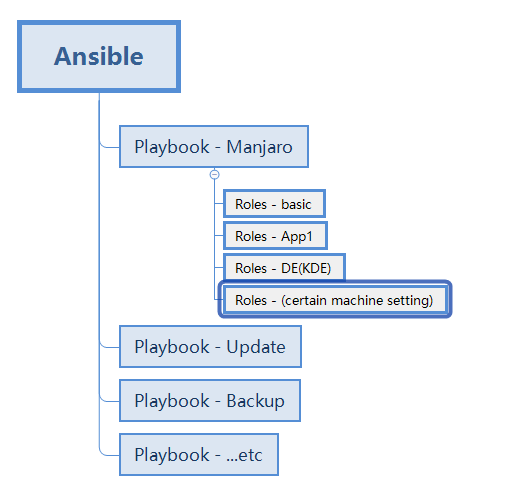 Ansible
Playbook - Manjaro
Roles - basic
Roles - App1
Roles - DE(KDE)
Roles - (certain machine setting)
Playbook - Update
Playbook - Backup
Playbook - ...etc